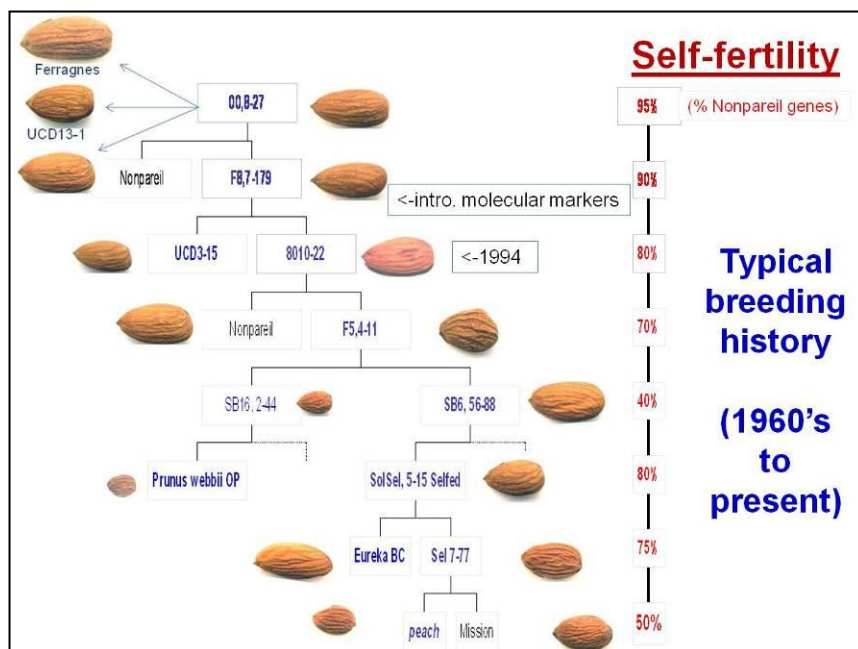 Self-fertility
Ferragnes
00,8-27
95%
(% Nonpareil genes)
UCD13-1
Nonpareil
F8,7-179
90%
<-intro. molecular markers
UCD3-15
8010-22
<-1994
80%
Typical
breeding
history
(1960's
to
present)
Nonpareil
F5,4-11
70%
SB16, 2-44
SB6, 56-88
40%
Prunus webbii OP
SolSel, 5-15 Selfed
80%
Eureka BC
Sel 7-77
75%
peach
Mission
50%